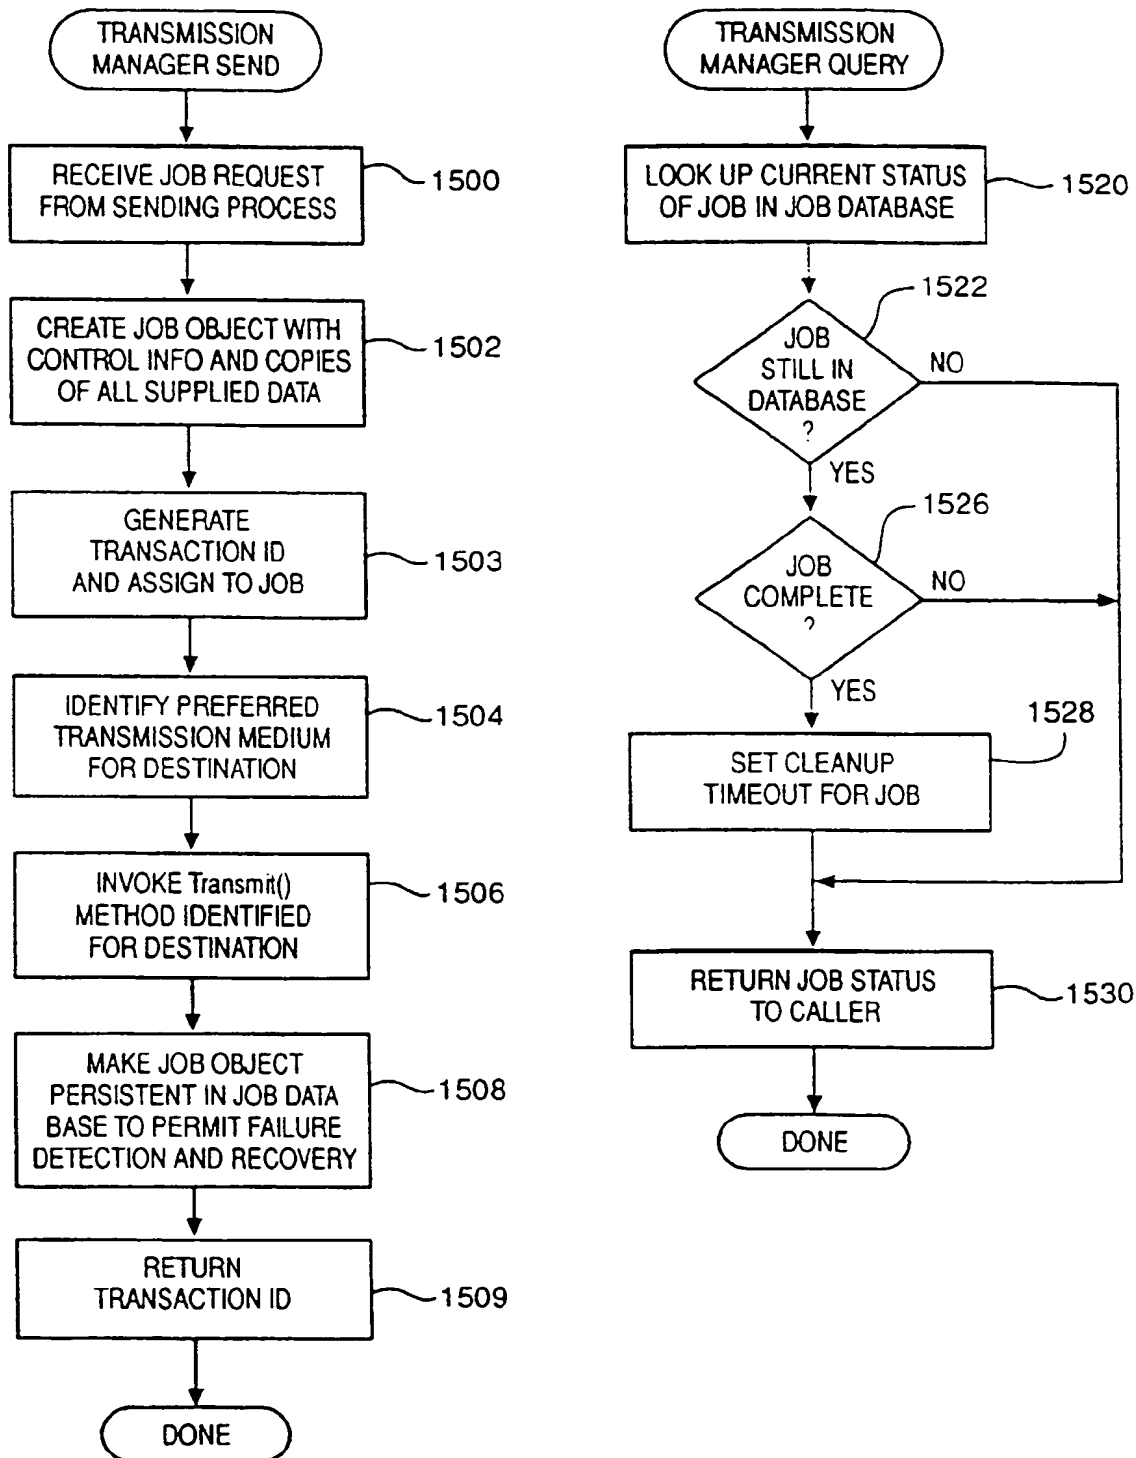 TRANSMISSION
MANAGER SEND
RECEIVE JOB REQUEST
FROM SENDING PROCESS
1500
CREATE JOB OBJECT WITH
CONTROL INFO AND COPIES
OF ALL SUPPLIED DATA
1502
GENERATE
TRANSACTION ID
AND ASSIGN TO JOB
1503
IDENTIFY PREFERRED
TRANSMISSION MEDIUM
FOR DESTINATION
1504
INVOKE Transmit()
METHOD IDENTIFIED
FOR DESTINATION
1506
MAKE JOB OBJECT
PERSISTENT IN JOB DATA
BASE TO PERMIT FAILURE
DETECTION AND RECOVERY
1508
RETURN
TRANSACTION ID
1509
DONE
TRANSMISSION
MANAGER QUERY
LOOK UP CURRENT STATUS
OF JOB IN JOB DATABASE
1520
1522
JOB
STILL IN
DATABASE
?
NO
YES
1526
JOB
COMPLETE
?
NO
YES
1528
SET CLEANUP
TIMEOUT FOR JOB
RETURN JOB STATUS
TO CALLER
1530
DONE